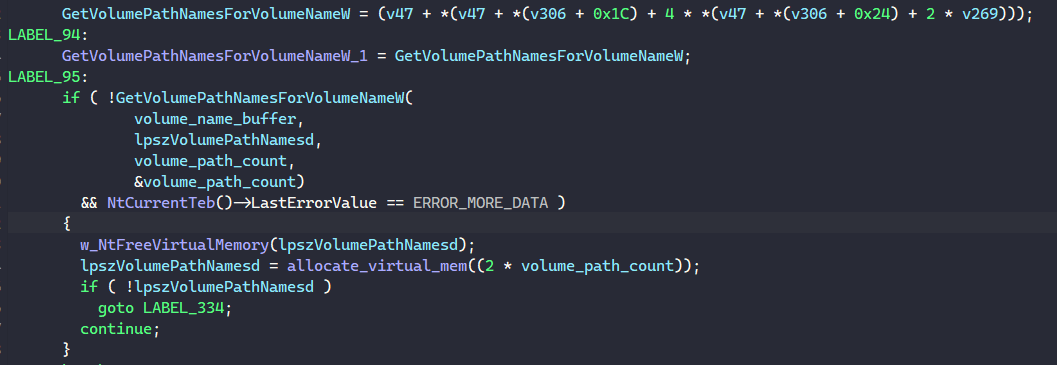 GetVolumePathNamesForVolumeNameW = (v47 + *(v47 + *(v306 + 0x1C) + 4 * *(v47 + *(v306 + 0x24) + 2 * v269)));
LABEL_94:
GetVolumePathNamesForVolumeNameW_1 = GetVolumePathNamesForVolumeNameW;
LABEL_95:
if ( !GetVolumePathNamesForVolumeNameW(
volume_name_buffer,
lpszVolumePathNamesd,
volume_path_count,
&volume_path_count)
&& NtCurrentTeb()->LastErrorValue == ERROR_MORE_DATA )
{
w_NtFreeVirtualMemory(lpszVolumePathNamesd);
lpszVolumePathNamesd = allocate_virtual_mem((2 * volume_path_count));
if ( !lpszVolumePathNamesd )
goto LABEL_334;
continue;
}